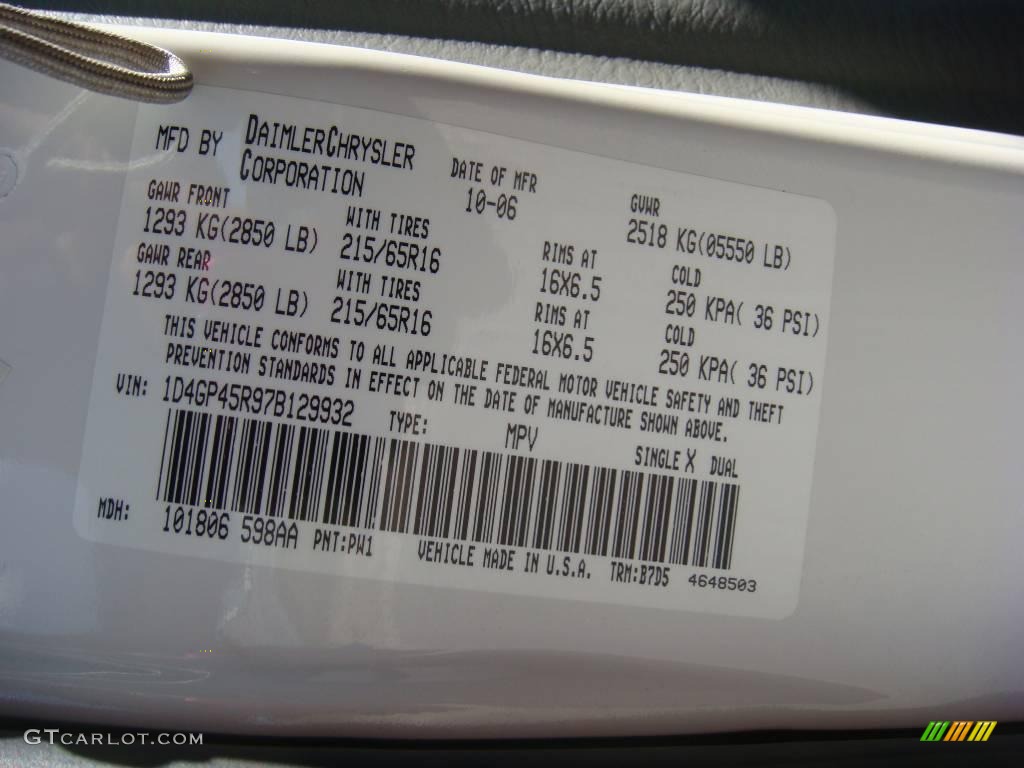 MFD BY DAIMLERCHRYSLER CORPORATION
DATE OF MFR 10-06
GVWR 2518 KG(05550 LB)
GAWR FRONT 1293 KG(2850 LB)
WITH TIRES 215/65R16
RIMS AT 16X6.5
COLD 250 KPA( 36 PSI)
GAWR REAR 1293 KG(2850 LB)
WITH TIRES 215/65R16
RIMS AT 16X6.5
COLD 250 KPA( 36 PSI)
THIS VEHICLE CONFORMS TO ALL APPLICABLE FEDERAL MOTOR VEHICLE SAFETY AND THEFT
PREVENTION STANDARDS IN EFFECT ON THE DATE OF MANUFACTURE SHOWN ABOVE.
VIN: 1D4GP45R97B129932 TYPE: MPV SINGLE X DUAL
MDH: 101806 598AA PNT:PW1 VEHICLE MADE IN U.S.A. TRM:B7D5 4648503
GTCARLOT.COM